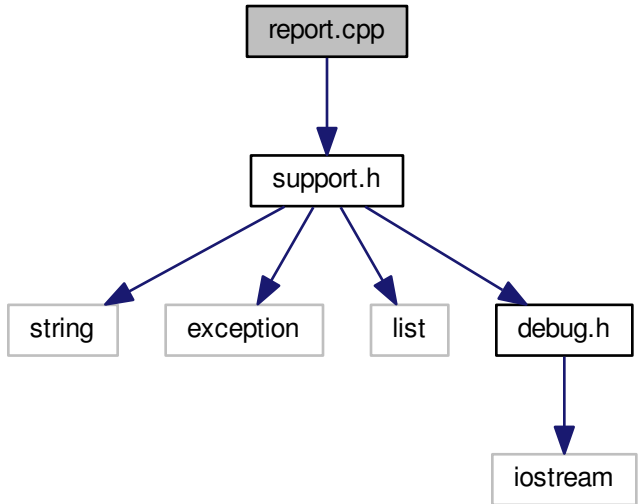 report.cpp
support.h
string
exception
list
debug.h
iostream